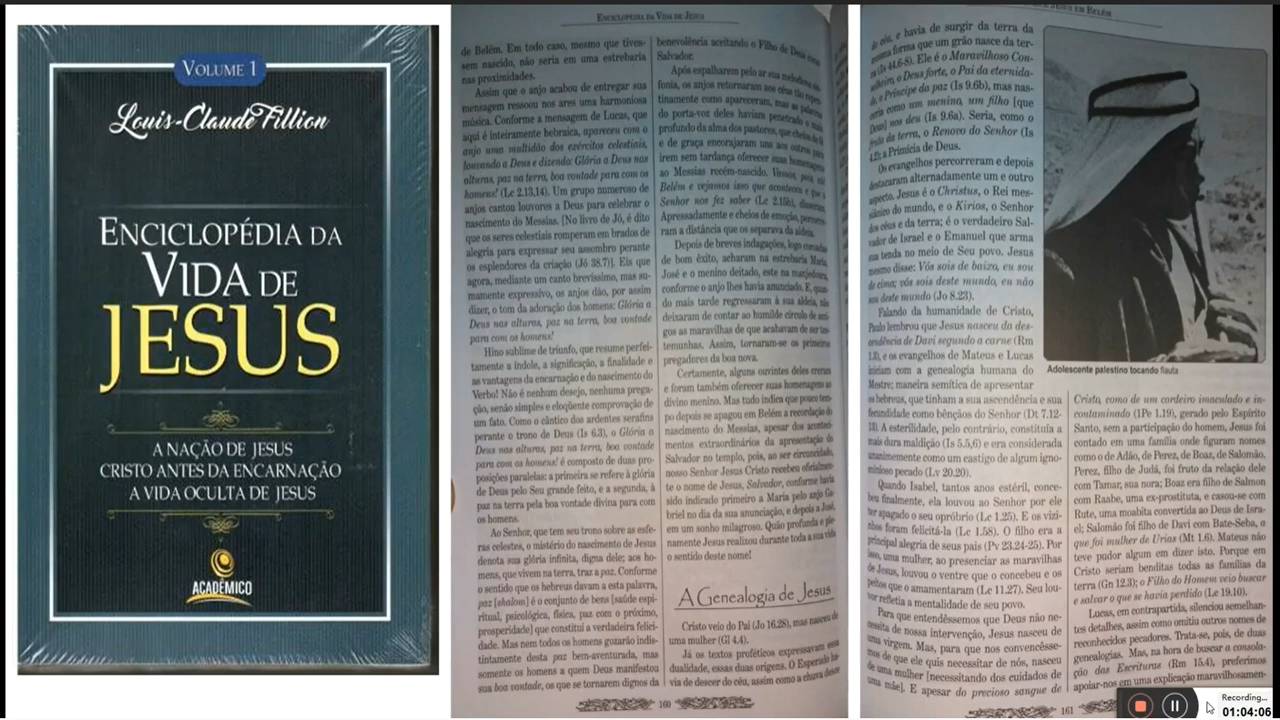 VOLUME 1
Louis-Claude Fillion
ENCICLOPÉDIA DA
VIDA DE
JESUS
A NAÇÃO DE JESUS
CRISTO ANTES DA ENCARNAÇÃO
A VIDA OCULTA DE JESUS
ACADÊMICO
ENCICLOPÉDIA DA VIDA DE JESUS
de Belém. Em todo caso, mesmo que tives-
sem nascido, não seria em uma estrebaria
nas proximidades.
Assim que o anjo acabou de entregar sua
mensagem ressoou nos ares uma harmoniosa
música. Conforme a mensagem de Lucas, que
aqui é inteiramente hebraica, apareceu com o
anjo uma multidão dos exércitos celestiais,
louvando a Deus e dizendo: Glória a Deus nas
alturas, paz na terra, boa vontade para com os
homens! (Lc 2.13,14). Um grupo numeroso de
anjos cantou louvores a Deus para celebrar o
nascimento do Messias. [No livro de Jó, é dito
que os seres celestiais romperam em brados de
alegria para expressar seu assombro perante
os esplendores da criação (Jó 38.7)]. Eis que
agora, mediante um canto brevíssimo, mas su-
mamente expressivo, os anjos dão, por assim
dizer, o tom da adoração dos homens: Glória a
Deus nas alturas, paz na terra, boa vontade
para com os homens!
Hino sublime de triunfo, que resume perfei-
tamente a índole, a significação, a finalidade e
as vantagens da encarnação e do nascimento do
Verbo! Não é nenhum desejo, nenhuma prega-
ção, senão simples e eloqüente comprovação de
um fato. Como o cântico dos ardentes serafins
perante o trono de Deus (Is 6.3), o Glória a
Deus nas alturas, paz na terra, boa vontade
para com os homens! é composto de duas pro-
posições paralelas: a primeira se refere à glória
de Deus pelo Seu grande feito, e a segunda, à
paz na terra pela boa vontade divina para com
os homens.
Ao Senhor, que tem seu trono sobre as esfe-
ras celestes, o mistério do nascimento de Jesus
denota sua glória infinita, digna dele; aos ho-
mens, que vivem na terra, traz a paz. Conforme
o sentido que os hebreus davam a esta palavra,
paz [shalom] é o conjunto de bens [saúde espi-
ritual, psicológica, física, paz com o próximo,
prosperidade] que constitui a verdadeira felici-
dade. Mas nem todos os homens gozarão indis-
tintamente desta paz bem-aventurada, mas
somente os homens a quem Deus manifestou
sua boa vontade, os que se tornarem dignos da
benevolência aceitando o Filho de Deus como
Salvador.
Após espalharem pelo ar sua melodiosa sin-
fonia, os anjos retornaram aos céus tão repen-
tinamente como apareceram, mas as palavras
do porta-voz deles haviam penetrado o mais
profundo da alma dos pastores, que cheios de fé
e de graça encorajaram uns aos outros para
irem sem tardança oferecer suas homenagens
ao Messias recém-nascido. Vamos, pois, até
Belém e vejamos isso que aconteceu e que o
Senhor nos fez saber (Lc 2.15b), disseram.
Apressadamente e cheios de emoção, percorre-
ram a distância que os separava da aldeia.
Depois de breves indagações, logo coroadas
de bom êxito, acharam na estrebaria Maria,
José e o menino deitado, este na manjedoura,
conforme o anjo lhes havia anunciado. E, quan-
do mais tarde regressaram à sua aldeia, não
deixaram de contar ao humilde círculo de ami-
gos as maravilhas de que acabavam de ser tes-
temunhas. Assim, tornaram-se os primeiros
pregadores da boa nova.
Certamente, alguns ouvintes deles creram
e foram também oferecer suas homenagens ao
divino menino. Mas tudo indica que pouco tem-
po depois se apagou em Belém a recordação do
nascimento do Messias, apesar dos aconteci-
mentos extraordinários da apresentação do
Salvador no templo, pois, ao ser circuncidado,
nosso Senhor Jesus Cristo recebeu oficialmen-
te o nome de Jesus, Salvador, conforme havia
sido indicado primeiro a Maria pelo anjo Ga-
briel no dia da sua anunciação, e depois a José,
em um sonho milagroso. Quão profunda e ple-
namente Jesus realizou durante toda a sua vida
o sentido deste nome!
A Genealogia de Jesus
Cristo veio do Pai (Jo 16.28), mas nasceu de
uma mulher (Gl 4.4).
Já os textos proféticos expressavam essa
dualidade, essas duas origens. O Esperado ha-
via de descer do céu, assim como a chuva desce
160
EM BELÉM
do céu, e havia de surgir da terra da
mesma forma que um grão nasce da ter-
ra (Is 44.6-8). Ele é o Maravilhoso Con-
selheiro, o Deus forte, o Pai da eternida-
de, o Príncipe da paz (Is 9.6b), mas nas-
ceria como um menino, um filho [que
Deus] nos deu (Is 9.6a). Seria, como o
fruto da terra, o Renovo do Senhor (Is
4.2), a Primícia de Deus.
Os evangelhos percorreram e depois
destacaram alternadamente um e outro
aspecto. Jesus é o Christus, o Rei mes-
siânico do mundo, e o Kirios, o Senhor
dos céus e da terra; é o verdadeiro Sal-
vador de Israel e o Emanuel que arma
sua tenda no meio de Seu povo. Jesus
mesmo disse: Vós sois de baixo, eu sou
de cima; vós sois deste mundo, eu não
sou deste mundo (Jo 8.23).
Falando da humanidade de Cristo,
Paulo lembrou que Jesus nasceu da des-
cendência de Davi segundo a carne (Rm
1.3), e os evangelhos de Mateus e Lucas
iniciam com a genealogia humana do
Mestre; maneira semítica de apresentar
os hebreus, que tinham a sua ascendência e sua
fecundidade como bênçãos do Senhor (Dt 7.12-
13). A esterilidade, pelo contrário, constituía a
mais dura maldição (Is 5.5,6) e era considerada
unanimemente como um castigo de algum igno-
minioso pecado (Lv 20.20).
Quando Isabel, tantos anos estéril, conce-
beu finalmente, ela louvou ao Senhor por ele
ter apagado o seu opróbrio (Lc 1.25). E os vizi-
nhos foram felicitá-la (Lc 1.58). O filho era a
principal alegria de seus pais (Pv 23.24-25). Por
isso, uma mulher, ao presenciar as maravilhas
de Jesus, louvou o ventre que o concebeu e os
peitos que o amamentaram (Lc 11.27). Seu lou-
vor refletia a mentalidade de seu povo.
Para que entendêssemos que Deus não ne-
cessita de nossa intervenção, Jesus nasceu de
uma virgem. Mas, para que nos convencêsse-
mos de que ele quis necessitar de nós, nasceu
de uma mulher [necessitando dos cuidados de
uma mãe]. E apesar do precioso sangue de
Adolescente palestino tocando flauta
Cristo, como de um cordeiro imaculado e in-
contaminado (1Pe 1.19), gerado pelo Espírito
Santo, sem a participação do homem, Jesus foi
contado em uma família onde figuram nomes
como o de Adão, de Perez, de Boaz, de Salomão,
Perez, filho de Judá, foi fruto da relação dele
com Tamar, sua nora; Boaz era filho de Salmon
com Raabe, uma ex-prostituta, e casou-se com
Rute, uma moabita convertida ao Deus de Isra-
el; Salomão foi filho de Davi com Bate-Seba, a
que foi mulher de Urias (Mt 1.6). Mateus não
teve pudor algum em dizer isto. Porque em
Cristo seriam benditas todas as famílias da
terra (Gn 12.3); o Filho do Homem veio buscar
e salvar o que se havia perdido (Lc 19.10).
Lucas, em contrapartida, silenciou semelhan-
tes detalhes, assim como omitiu outros nomes de
reconhecidos pecadores. Trata-se, pois, de duas
genealogias. Mas, na hora de buscar a consola-
ção das Escrituras (Rm 15.4), preferimos
apoiar-nos em uma explicação maravilhosamen-
161
Recording...
01:04:06